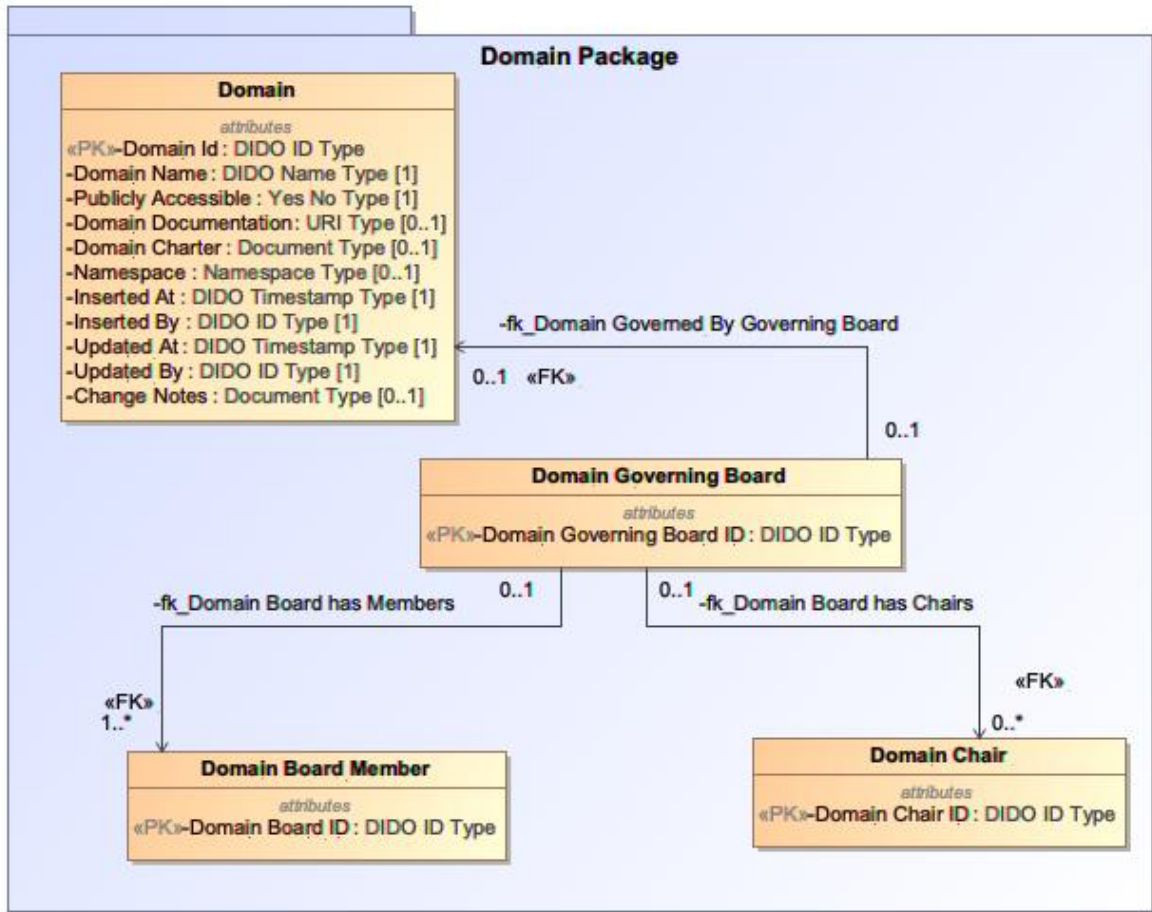 Domain Package
Domain
attributes
«PK»-Domain Id : DIDO ID Type
-Domain Name : DIDO Name Type [1]
-Publicly Accessible : Yes No Type [1]
-Domain Documentation : URI Type [0..1]
-Domain Charter : Document Type [0..1]
-Namespace : Namespace Type [0..1]
-Inserted At : DIDO Timestamp Type [1]
-Inserted By : DIDO ID Type [1]
-Updated At : DIDO Timestamp Type [1]
-Updated By : DIDO ID Type [1]
-Change Notes : Document Type [0..1]
-fk_Domain Governed By Governing Board
0..1 «FK»
0..1
Domain Governing Board
attributes
«PK»-Domain Governing Board ID : DIDO ID Type
0..1
-fk_Domain Board has Members
0..1
-fk_Domain Board has Chairs
«FK»
1..*
«FK»
0..*
Domain Board Member
attributes
«PK»-Domain Board ID : DIDO ID Type
Domain Chair
attributes
«PK»-Domain Chair ID : DIDO ID Type